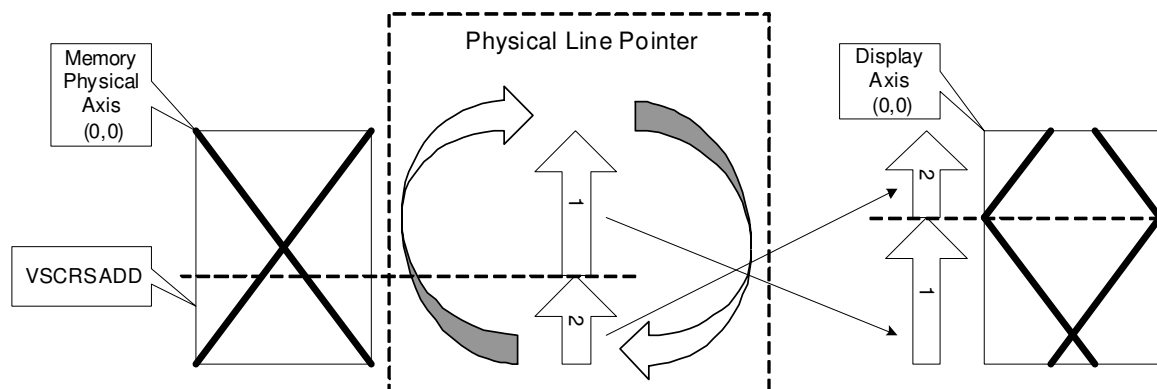 Memory
Physical
Axis
(0,0)
VSCRSADD
Physical Line Pointer
1
2
Display
Axis
(0,0)
2
1